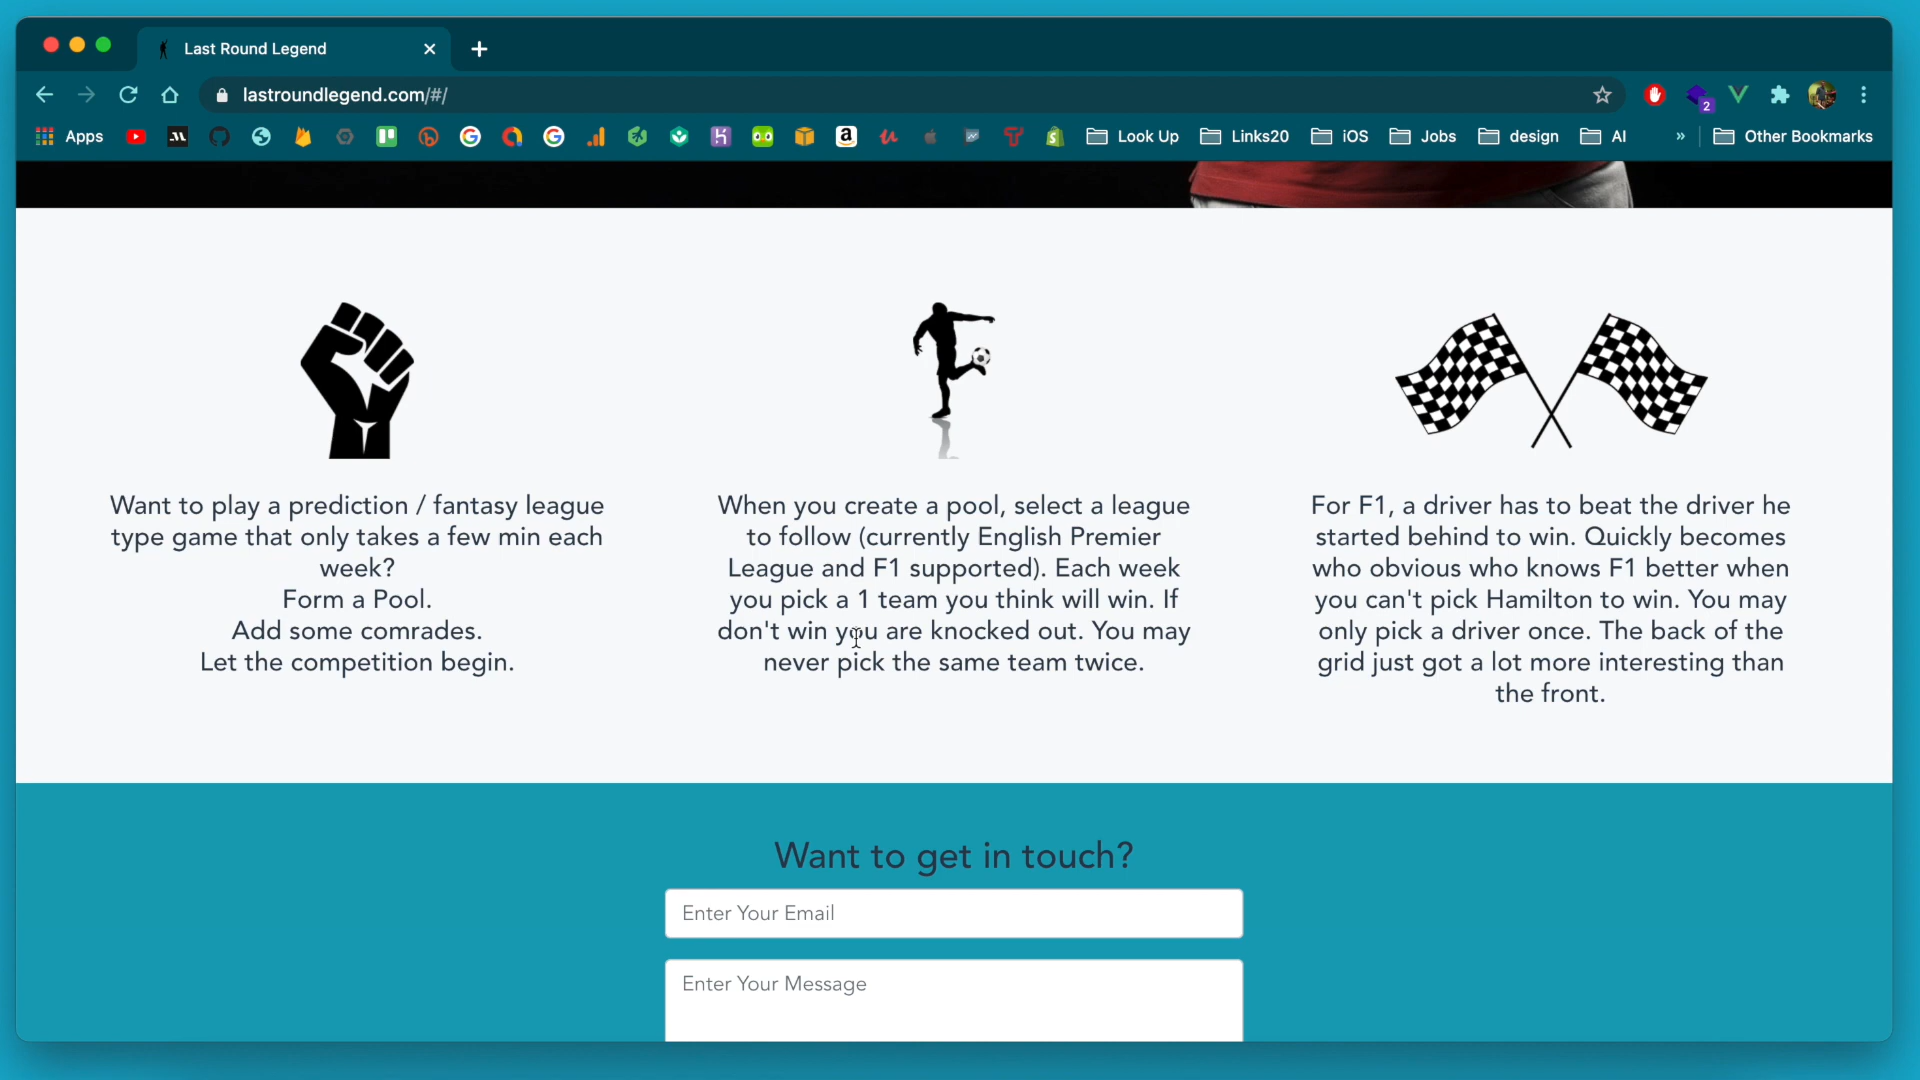 Last Round Legend
lastroundlegend.com/#/
2
Apps
Look Up
Links20
iOS
Jobs
design
AI
»
Other Bookmarks
Want to play a prediction / fantasy league
type game that only takes a few min each
week?
Form a Pool.
Add some comrades.
Let the competition begin.
When you create a pool, select a league
to follow (currently English Premier
League and F1 supported). Each week
you pick a 1 team you think will win. If
don't win you are knocked out. You may
never pick the same team twice.
For F1, a driver has to beat the driver he
started behind to win. Quickly becomes
who obvious who knows F1 better when
you can't pick Hamilton to win. You may
only pick a driver once. The back of the
grid just got a lot more interesting than
the front.
Want to get in touch?
Enter Your Email
Enter Your Message